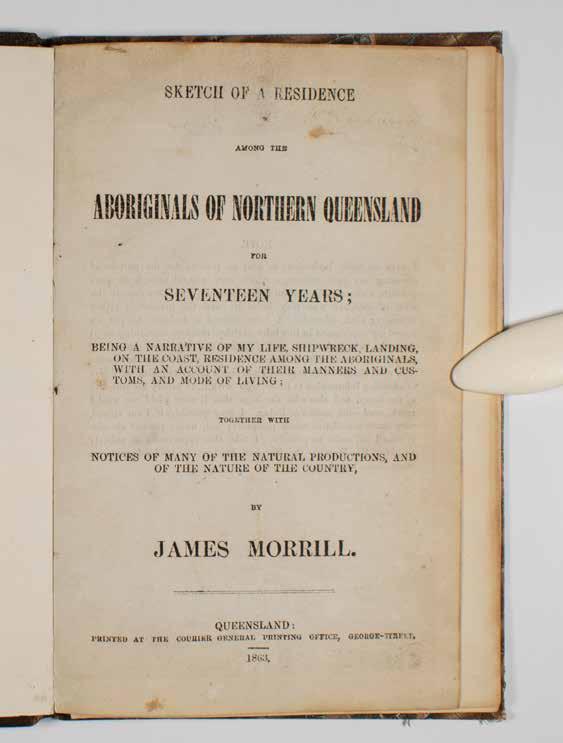 SKETCH OF A RESIDENCE
AMONG THE
ABORIGINALS OF NORTHERN QUEENSLAND
FOR
SEVENTEEN YEARS;
BEING A NARRATIVE OF MY LIFE, SHIPWRECK, LANDING,
ON THE COAST, RESIDENCE AMONG THE ABORIGINALS,
WITH AN ACCOUNT OF THEIR MANNERS AND CUS-
TOMS, AND MODE OF LIVING;
TOGETHER WITH
NOTICES OF MANY OF THE NATURAL PRODUCTIONS, AND
OF THE NATURE OF THE COUNTRY,
BY
JAMES MORRILL.
QUEENSLAND:
PRINTED AT THE COURIER GENERAL PRINTING OFFICE, GEORGE-STREET,
1863,